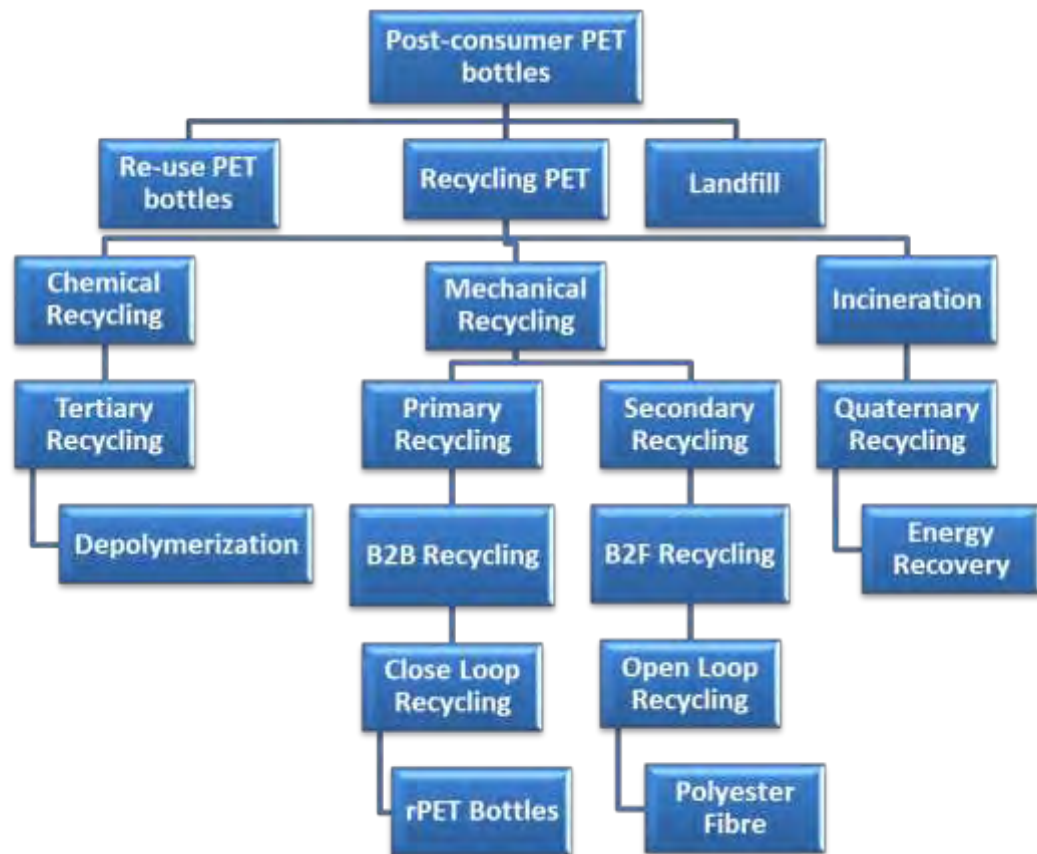 Post-consumer PET
bottles
Re-use PET
bottles
Recycling PET
Landfill
Chemical
Recycling
Mechanical
Recycling
Incineration
Tertiary
Recycling
Primary
Recycling
Secondary
Recycling
Quaternary
Recycling
Depolymerization
B2B Recycling
B2F Recycling
Energy
Recovery
Close Loop
Recycling
Open Loop
Recycling
rPET Bottles
Polyester
Fibre